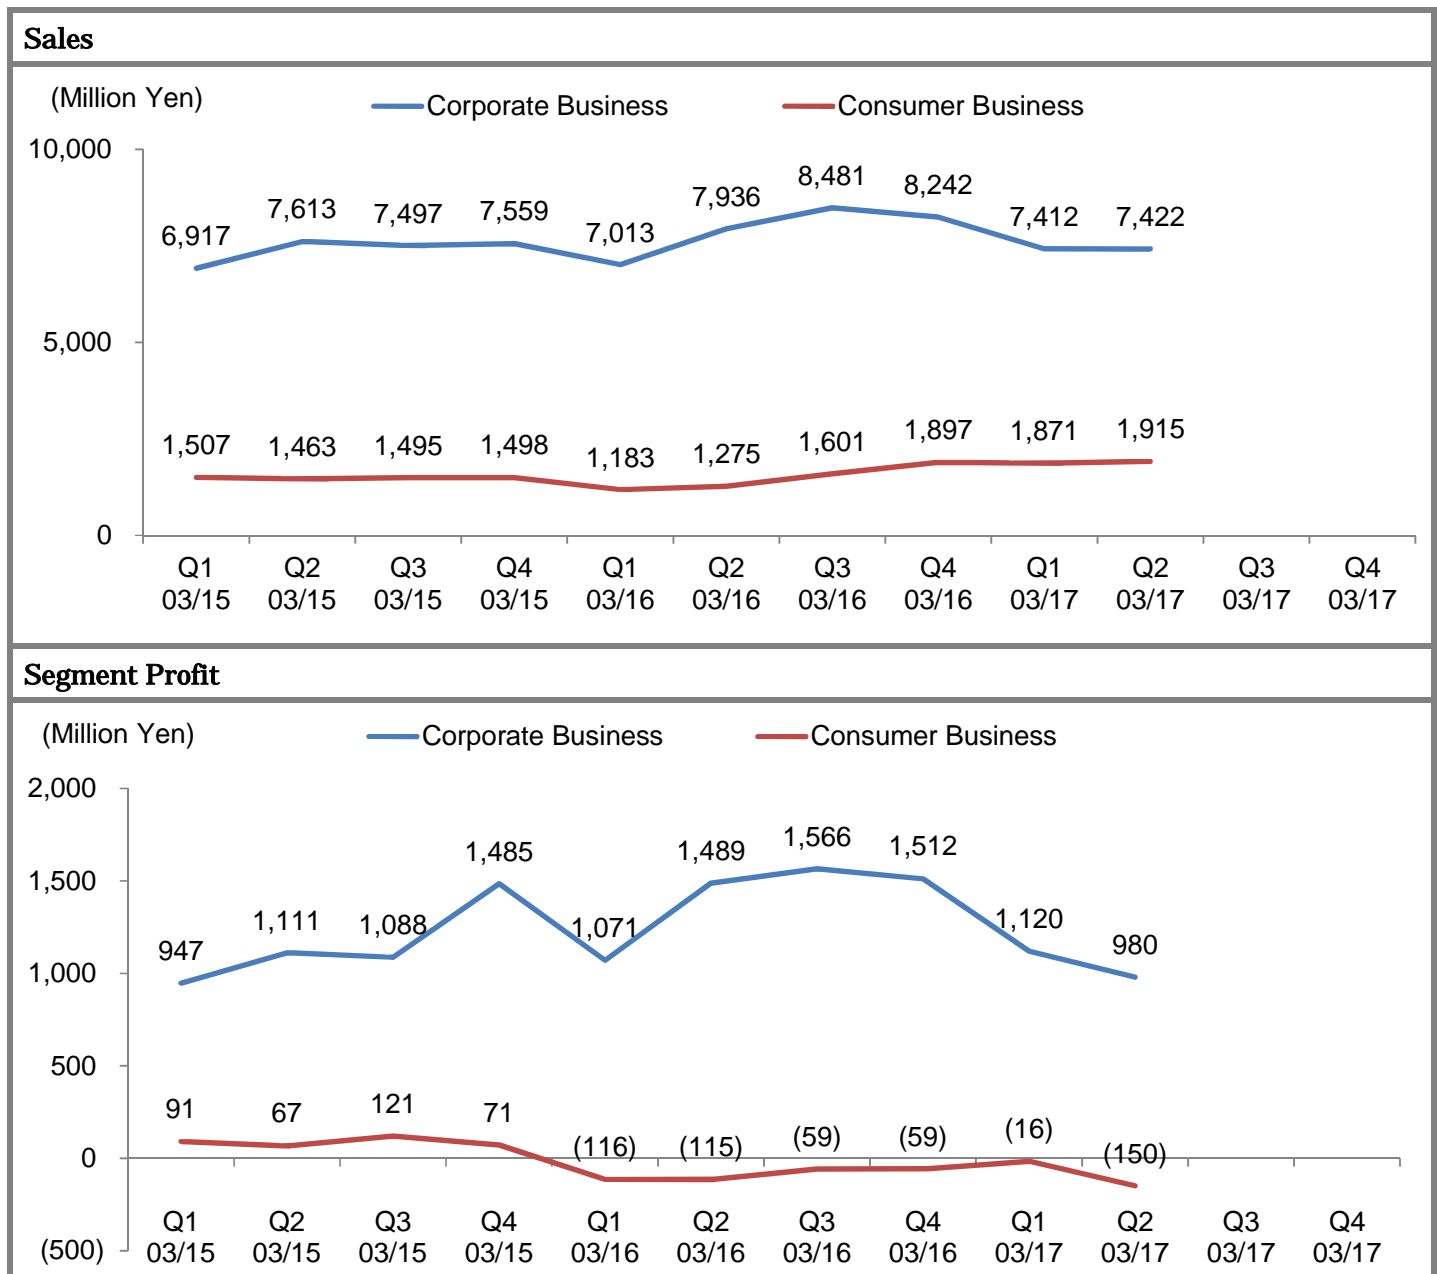 Sales
(Million Yen)
Corporate Business Consumer Business
10,000
5,000
0
6,917 7,613 7,497 7,559 7,013 7,936 8,481 8,242 7,412 7,422
1,507 1,463 1,495 1,498 1,183 1,275 1,601 1,897 1,871 1,915
Q1 Q2 Q3 Q4 Q1 Q2 Q3 Q4 Q1 Q2 Q3 Q4
03/15 03/15 03/15 03/15 03/16 03/16 03/16 03/16 03/17 03/17 03/17 03/17
Segment Profit
(Million Yen)
Corporate Business Consumer Business
2,000
1,500
1,000
500
0
(500)
947 1,111 1,088 1,485 1,071 1,489 1,566 1,512 1,120 980
91 67 121 71 (116) (115) (59) (59) (16) (150)
Q1 Q2 Q3 Q4 Q1 Q2 Q3 Q4 Q1 Q2 Q3 Q4
03/15 03/15 03/15 03/15 03/16 03/16 03/16 03/16 03/17 03/17 03/17 03/17